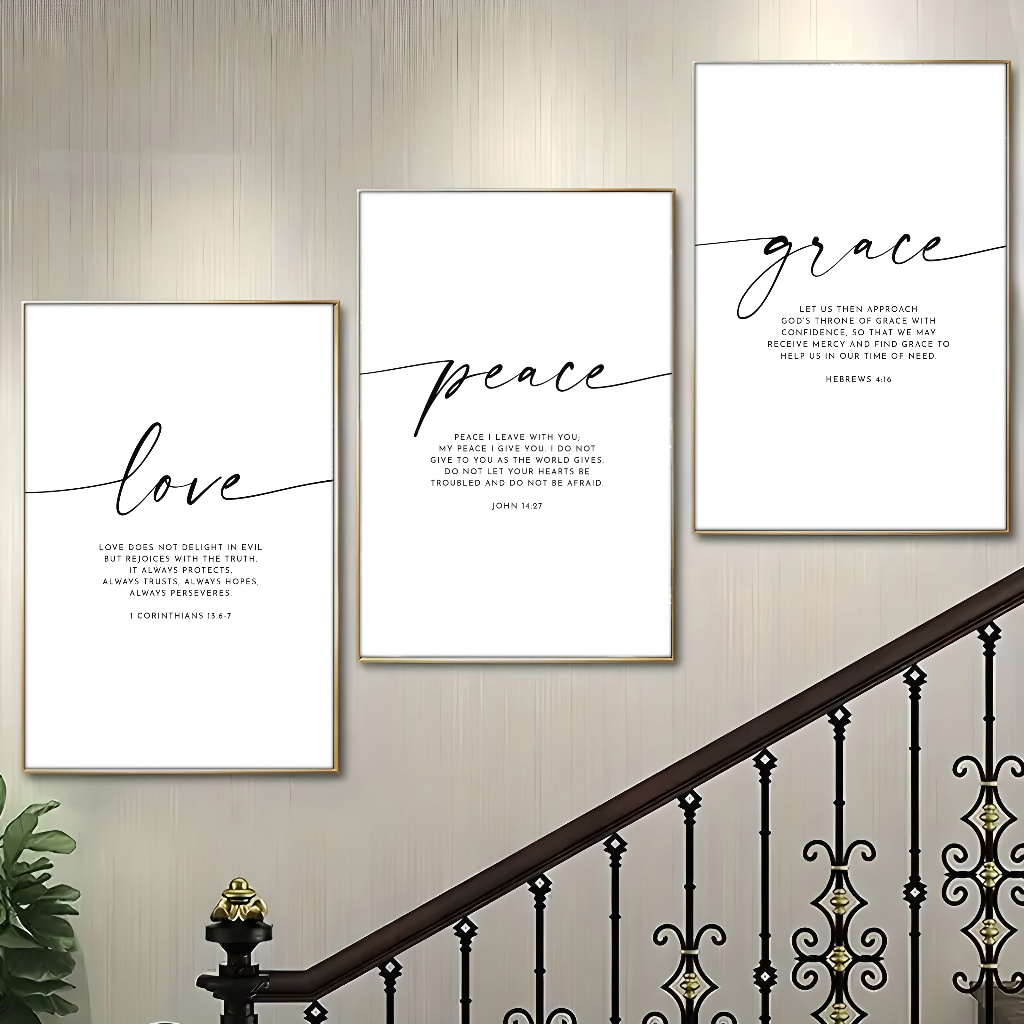 love
LOVE DOES NOT DELIGHT IN EVIL
BUT REJOICES WITH THE TRUTH.
IT ALWAYS PROTECTS,
ALWAYS TRUSTS, ALWAYS HOPES,
ALWAYS PERSEVERES.
1 CORINTHIANS 13:6-7
peace
PEACE I LEAVE WITH YOU;
MY PEACE I GIVE YOU. I DO NOT
GIVE TO YOU AS THE WORLD GIVES.
DO NOT LET YOUR HEARTS BE
TROUBLED AND DO NOT BE AFRAID.
JOHN 14:27
grace
LET US THEN APPROACH
GOD'S THRONE OF GRACE WITH
CONFIDENCE, SO THAT WE MAY
RECEIVE MERCY AND FIND GRACE TO
HELP US IN OUR TIME OF NEED.
HEBREWS 4:16